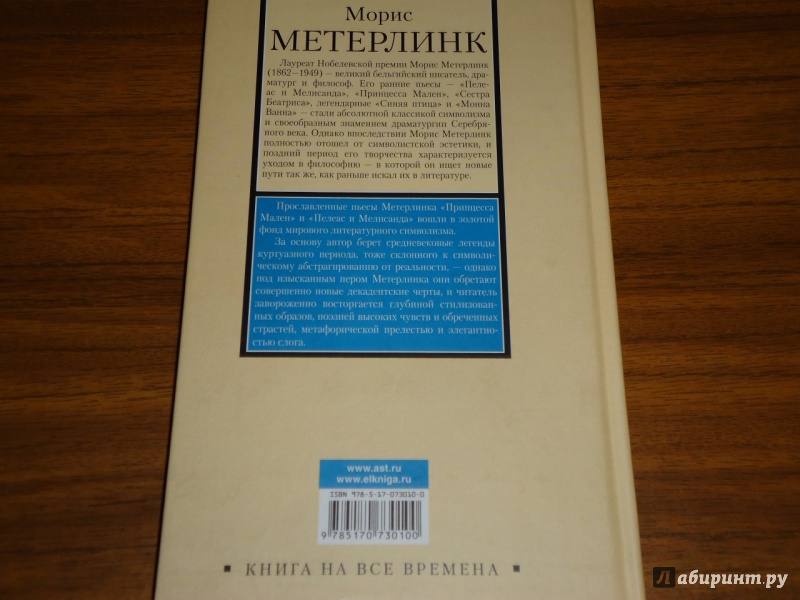 Морис
МЕТЕРЛИНК
Лауреат Нобелевской премии Морис Метерлинк
(1862—1949) — великий бельгийский писатель, дра-
матург и философ. Его ранние пьесы — «Пеле-
ас и Мелисанда», «Принцесса Мален», «Сестра
Беатриса», легендарные «Синяя птица» и «Монна
Ванна» — стали абсолютной классикой символизма
и своеобразным знамением драматургии Серебря-
ного века. Однако впоследствии Морис Метерлинк
полностью отошел от символистской эстетики, и
поздний период его творчества характеризуется
уходом в философию — в которой он ищет новые
пути так же, как раньше искал их в литературе.
Прославленные пьесы Метерлинка «Принцесса
Мален» и «Пелеас и Мелисанда» вошли в золотой
фонд мирового литературного символизма.
За основу автор берет средневековые легенды
куртуазного периода, тоже склонного к символи-
ческому абстрагированию от реальности, — однако
под изысканным пером Метерлинка они обретают
совершенно новые декадентские черты, и читатель
завороженно восторгается глубиной стилизован-
ных образов, поэзией высоких чувств и обреченных
страстей, метафорической прелестью и элегантно-
стью слога.
www.ast.ru
www.elkniga.ru
ISBN 978-5-17-073010-0
9 785170 730100
КНИГА НА ВСЕ ВРЕМЕНА
Лабиринт.ру